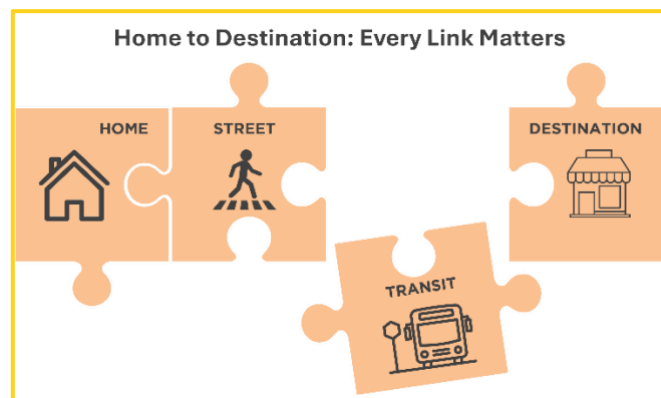 Home to Destination: Every Link Matters
HOME
STREET
DESTINATION
TRANSIT